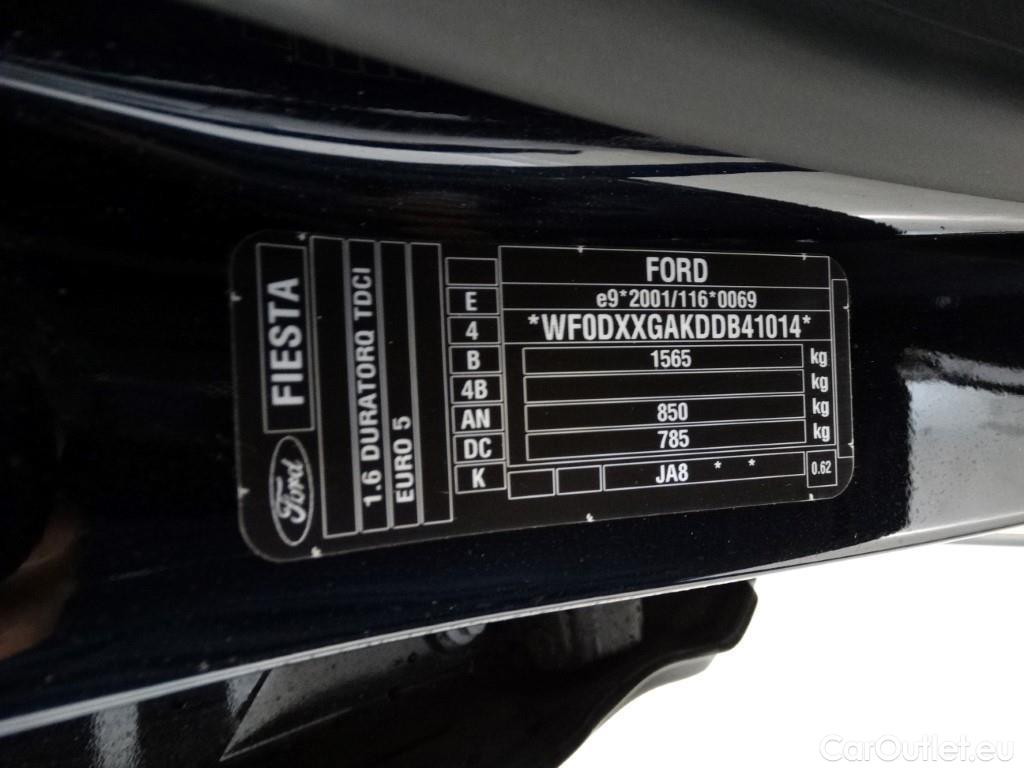 FIESTA
Ford
1.6 DURATORQ TDCI
EURO 5
FORD
E e9*2001/116*0069
4 *WF0DXXGAKDDB41014*
B 1565 kg
4B kg
AN 850 kg
DC 785 kg
K JA8 * * 0.62
CarOutlet.eu